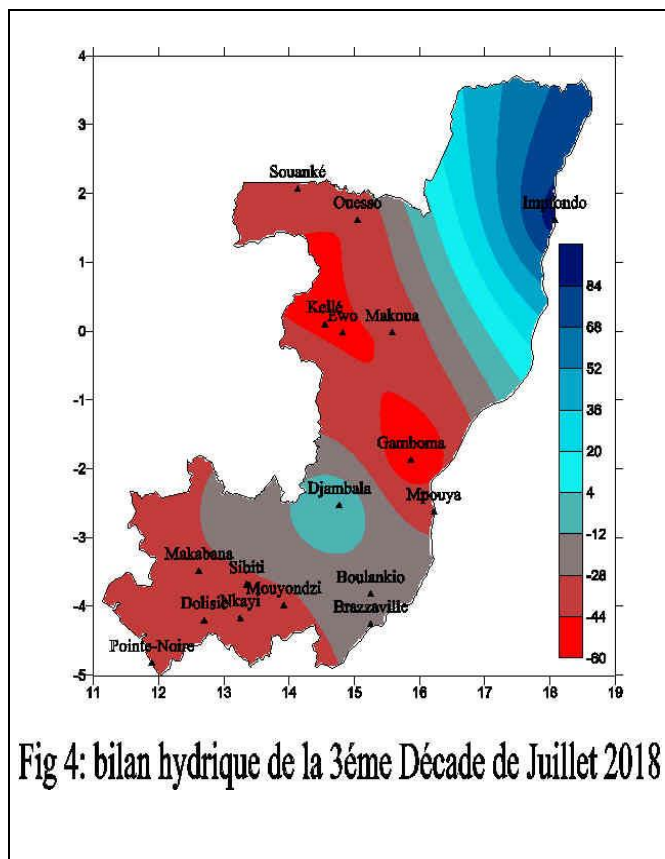 4
3
2
1
0
-1
-2
-3
-4
-5
11 12 13 14 15 16 17 18 19
Souanké
Ouesso
Impfondo
Kellé
Ewo
Makoua
Gamboma
Djambala
Mpouya
Makabana
Sibiti
Mouyondzi
Boulankio
Dolisie
Nkayi
Brazzaville
Pointe-Noire
84
68
52
36
20
4
-12
-28
-44
-60
Fig 4: bilan hydrique de la 3éme Décade de Juillet 2018